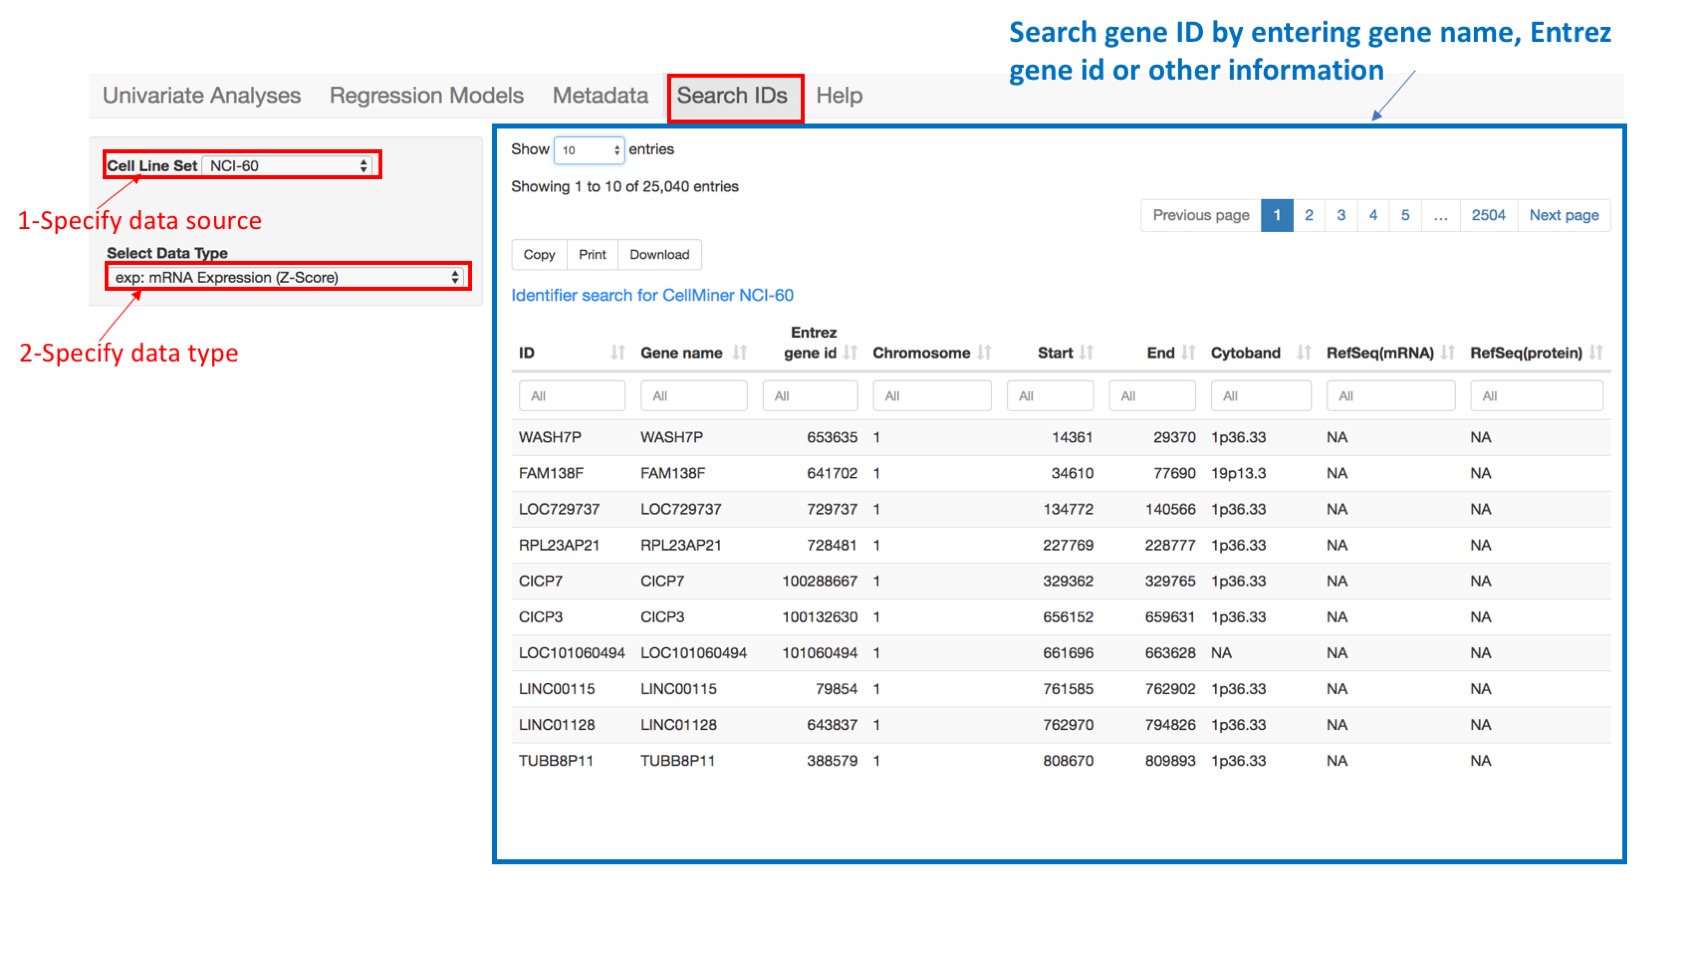 Search gene ID by entering gene name, Entrez
gene id or other information
Univariate Analyses Regression Models Metadata Search IDs Help
Cell Line Set NCI-60
1-Specify data source
Select Data Type
exp: mRNA Expression (Z-Score)
2-Specify data type
Show 10 entries
Showing 1 to 10 of 25,040 entries
Previous page 1 2 3 4 5 ... 2504 Next page
Copy Print Download
Identifier search for CellMiner NCI-60
Entrez
ID Gene name gene id Chromosome Start End Cytoband RefSeq(mRNA) RefSeq(protein)
All All All All All All All All All
WASH7P WASH7P 653635 1 14361 29370 1p36.33 NA NA
FAM138F FAM138F 641702 1 34610 77690 19p13.3 NA NA
LOC729737 LOC729737 729737 1 134772 140566 1p36.33 NA NA
RPL23AP21 RPL23AP21 728481 1 227769 228777 1p36.33 NA NA
CICP7 CICP7 100288667 1 329362 329765 1p36.33 NA NA
CICP3 CICP3 100132630 1 656152 659631 1p36.33 NA NA
LOC101060494 LOC101060494 101060494 1 661696 663628 NA NA NA
LINC00115 LINC00115 79854 1 761585 762902 1p36.33 NA NA
LINC01128 LINC01128 643837 1 762970 794826 1p36.33 NA NA
TUBB8P11 TUBB8P11 388579 1 808670 809893 1p36.33 NA NA